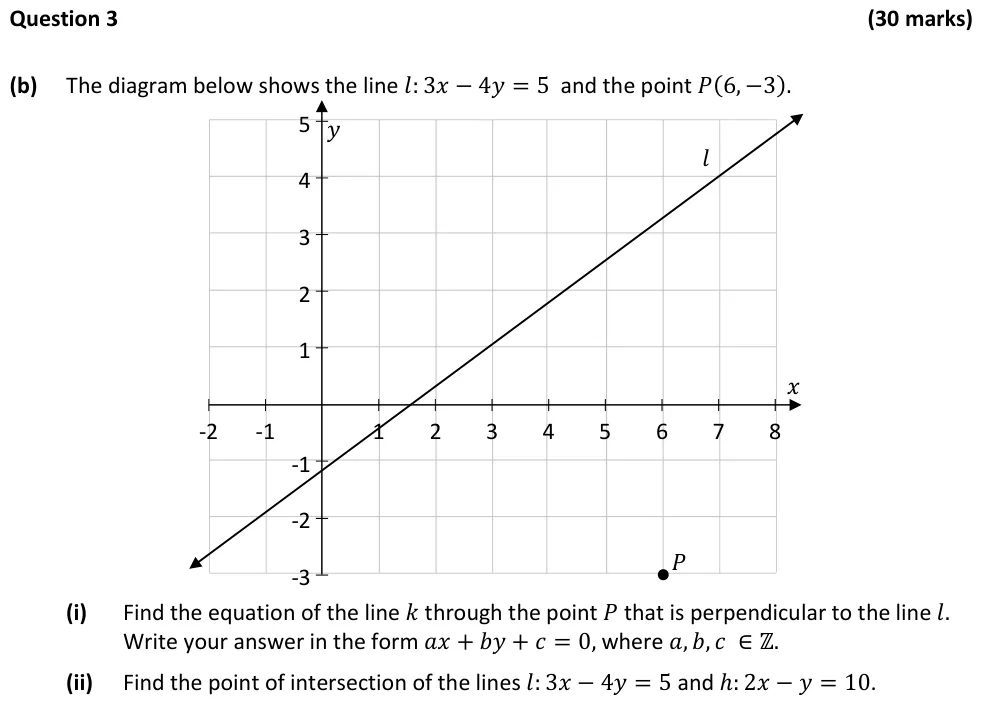 Question 3 (30 marks)
(b) The diagram below shows the line l: 3x − 4y = 5 and the point P(6, −3).
5 y
l
4
3
2
1
x
-2 -1 1 2 3 4 5 6 7 8
-1
-2
P
-3
(i) Find the equation of the line k through the point P that is perpendicular to the line l.
Write your answer in the form ax + by + c = 0, where a, b, c ∈ ℤ.
(ii) Find the point of intersection of the lines l: 3x − 4y = 5 and h: 2x − y = 10.